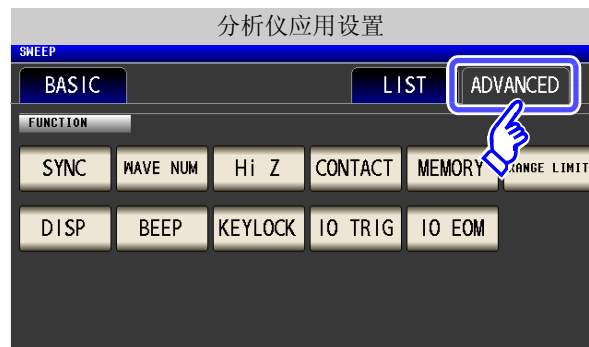 分析仪应用设置
SWEEP
BASIC LIST ADVANCED
FUNCTION
SYNC WAVE NUM Hi Z CONTACT MEMORY RANGE LIMIT
DISP BEEP KEYLOCK IO TRIG IO EOM